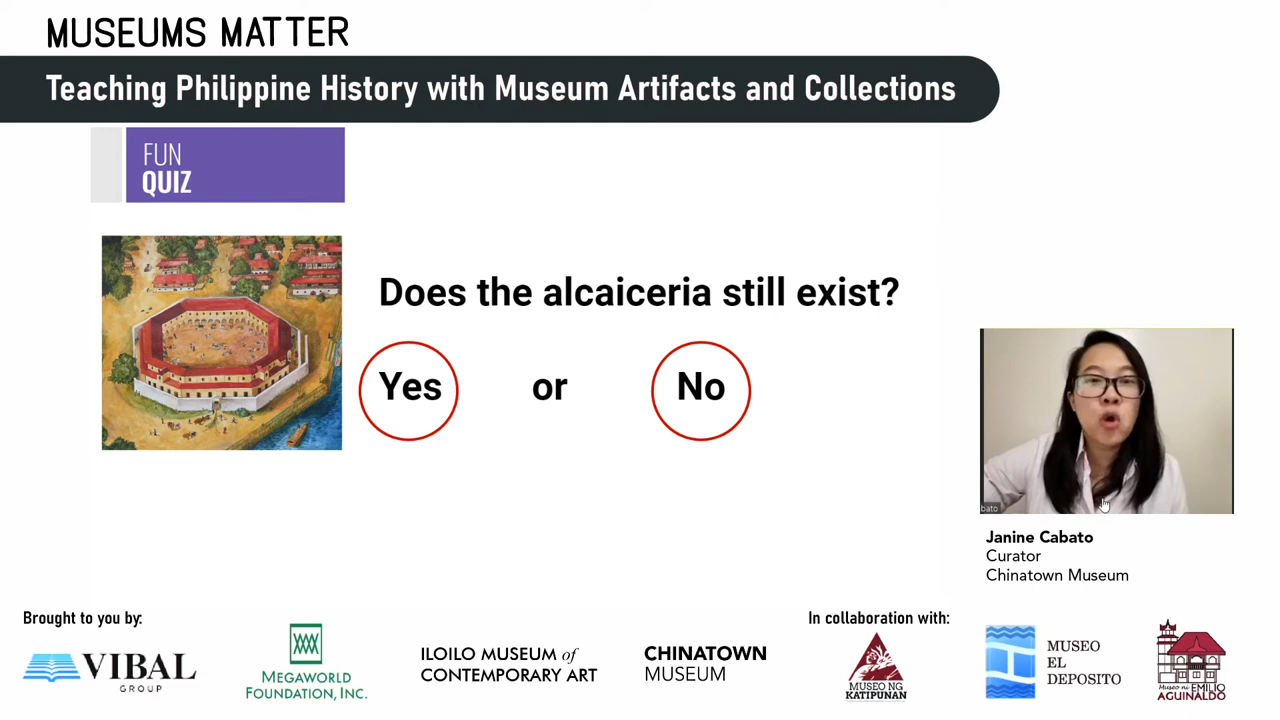 MUSEUMS MATTER
Teaching Philippine History with Museum Artifacts and Collections
FUN
QUIZ
Does the alcaiceria still exist?
Yes or No
bato
Janine Cabato
Curator
Chinatown Museum
Brought to you by:
In collaboration with:
VIBAL
GROUP
MEGAWORLD
FOUNDATION, INC.
ILOILO MUSEUM of
CONTEMPORARY ART
CHINATOWN
MUSEUM
MUSEO NG
KATIPUNAN
MUSEO
EL
DEPOSITO
Museo ni EMILIO
AGUINALDO